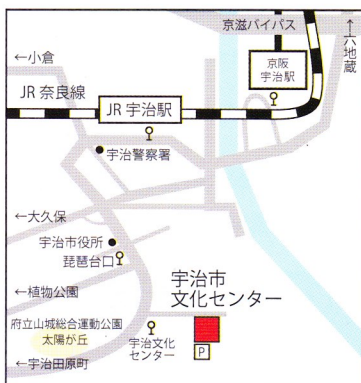 京滋バイパス
↑六地蔵
←小倉
京阪
宇治駅
JR 奈良線
JR 宇治駅
宇治警察署
←大久保
宇治市役所
琵琶台口
←植物公園
宇治市
文化センター
府立山城総合運動公園
太陽が丘
宇治文化
センター
P
←宇治田原町